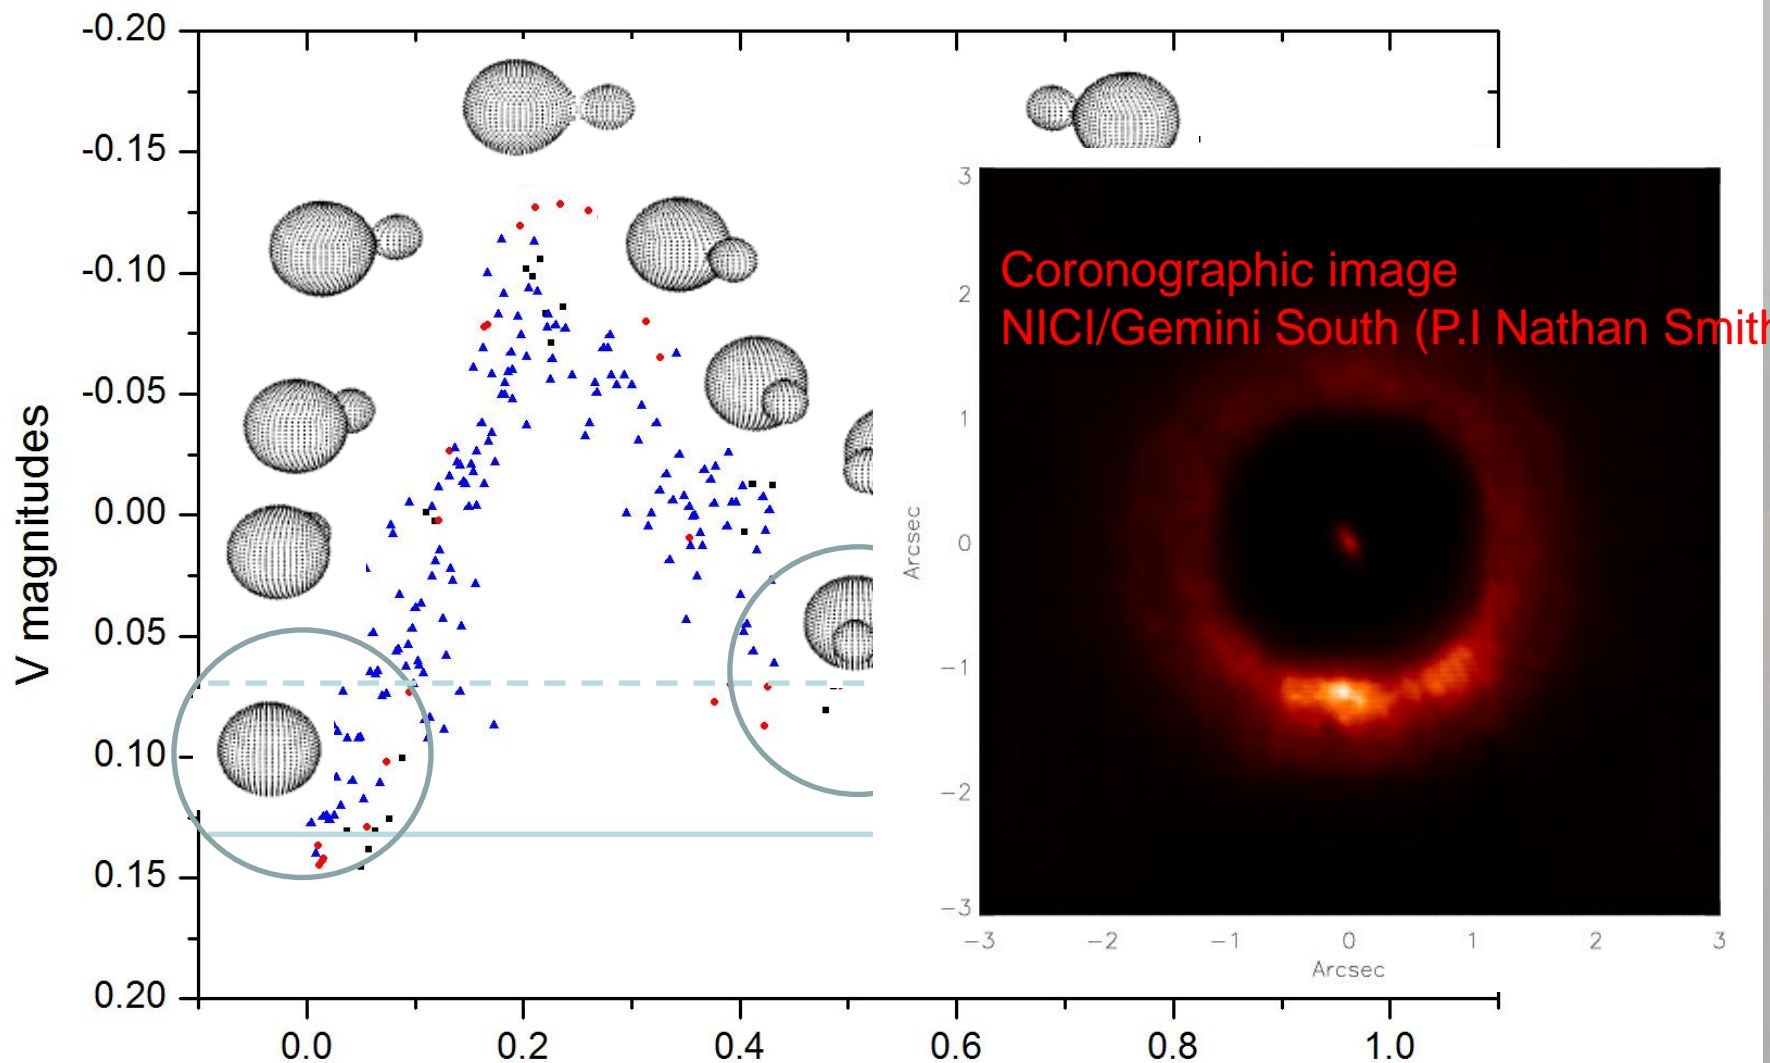 -0.20
-0.15
-0.10
-0.05
0.00
0.05
0.10
0.15
0.20
V magnitudes
0.0 0.2 0.4 0.6 0.8 1.0
Coronographic image
NICI/Gemini South (P.I Nathan Smith
3
2
1
0
−1
−2
−3
Arcsec
−3 −2 −1 0 1 2 3
Arcsec